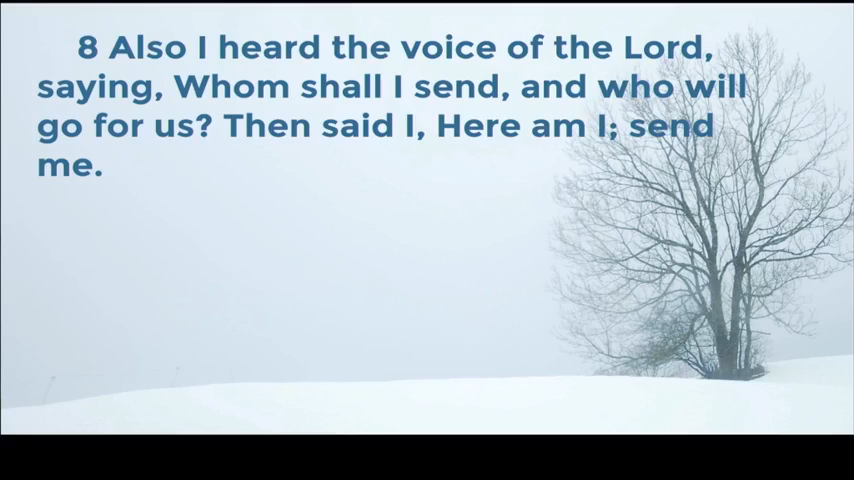 8 Also I heard the voice of the Lord,
saying, Whom shall I send, and who will
go for us? Then said I, Here am I; send
me.